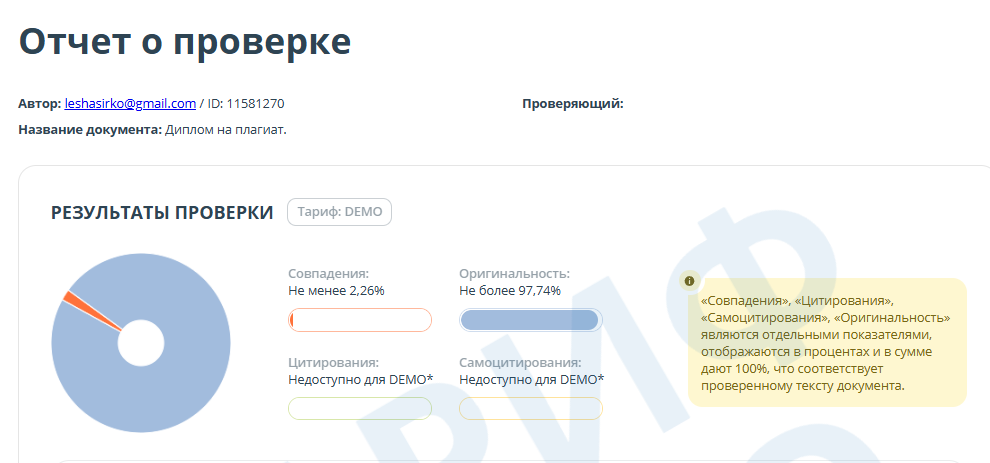 Отчет о проверке
Автор: leshasirko@gmail.com / ID: 11581270
Проверяющий:
Название документа: Диплом на плагиат.
РЕЗУЛЬТАТЫ ПРОВЕРКИ
Тариф: DEMO
Совпадения:
Не менее 2,26%
Оригинальность:
Не более 97,74%
Цитирования:
Недоступно для DEMO*
Самоцитирования:
Недоступно для DEMO*
«Совпадения», «Цитирования»,
«Самоцитирования», «Оригинальность»
являются отдельными показателями,
отображаются в процентах и в сумме
дают 100%, что соответствует
проверенному тексту документа.
РИФ